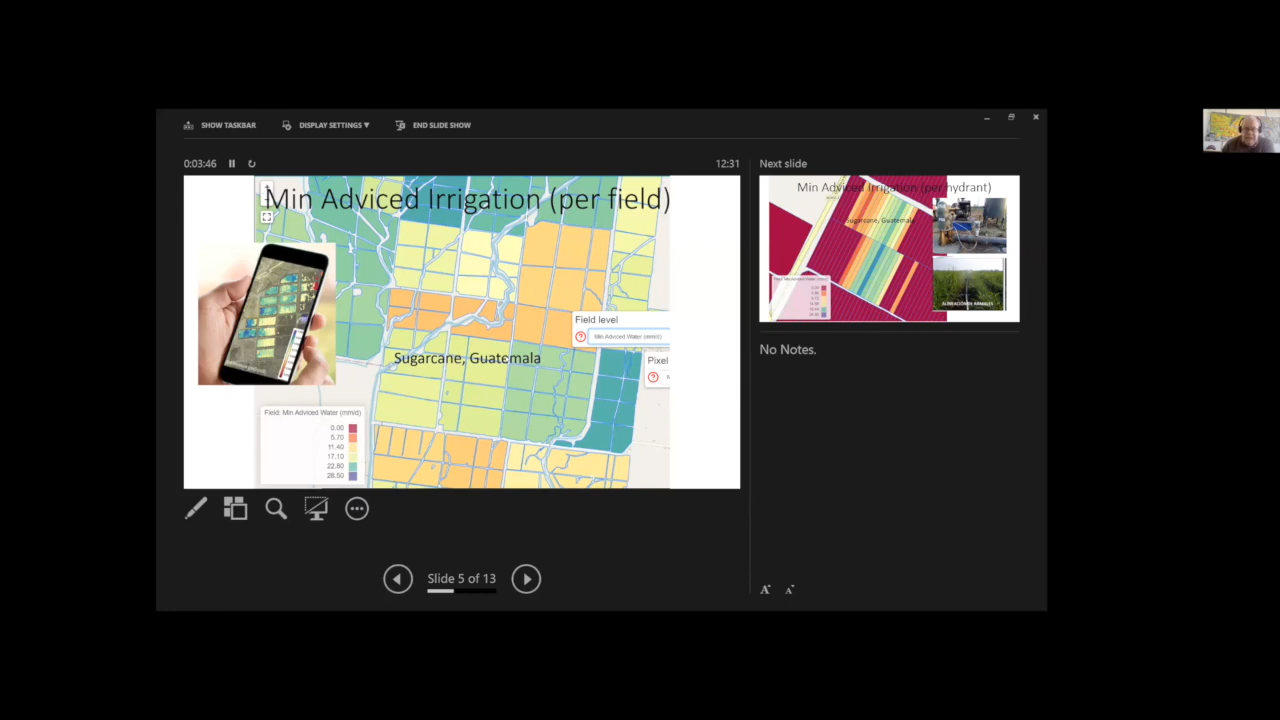 SHOW TASKBAR
DISPLAY SETTINGS ▼
END SLIDE SHOW
0:03:46
12:31
Min Adviced Irrigation (per field)
Field level
Min Adviced Water (mm/d)
Sugarcane, Guatemala
Pixel
Field: Min Adviced Water (mm/d)
0.00
5.70
11.40
17.10
22.80
28.50
Next slide
Min Adviced Irrigation (per hydrant)
Sugarcane, Guatemala
No Notes.
Slide 5 of 13